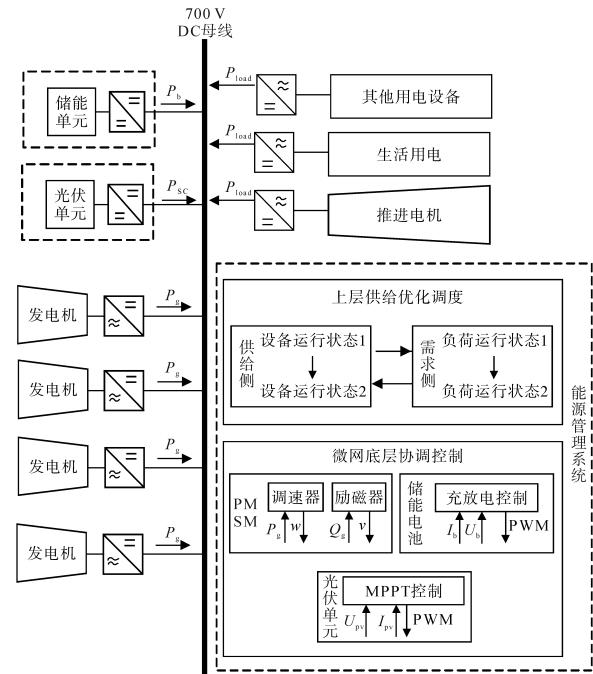 700 V
DC母线
储能
单元
P_b
光伏
单元
P_SC
P_load
其他用电设备
P_load
生活用电
P_load
推进电机
发电机
P_g
发电机
P_g
发电机
P_g
发电机
P_g
上层供给优化调度
供给侧
设备运行状态1
设备运行状态2
需求侧
负荷运行状态1
负荷运行状态2
微网底层协调控制
PM
SM
调速器
P_g
w
励磁器
Q_g
v
储能电池
充放电控制
I_b
U_b
PWM
光伏单元
MPPT控制
U_pv
I_pv
PWM
能源管理系统